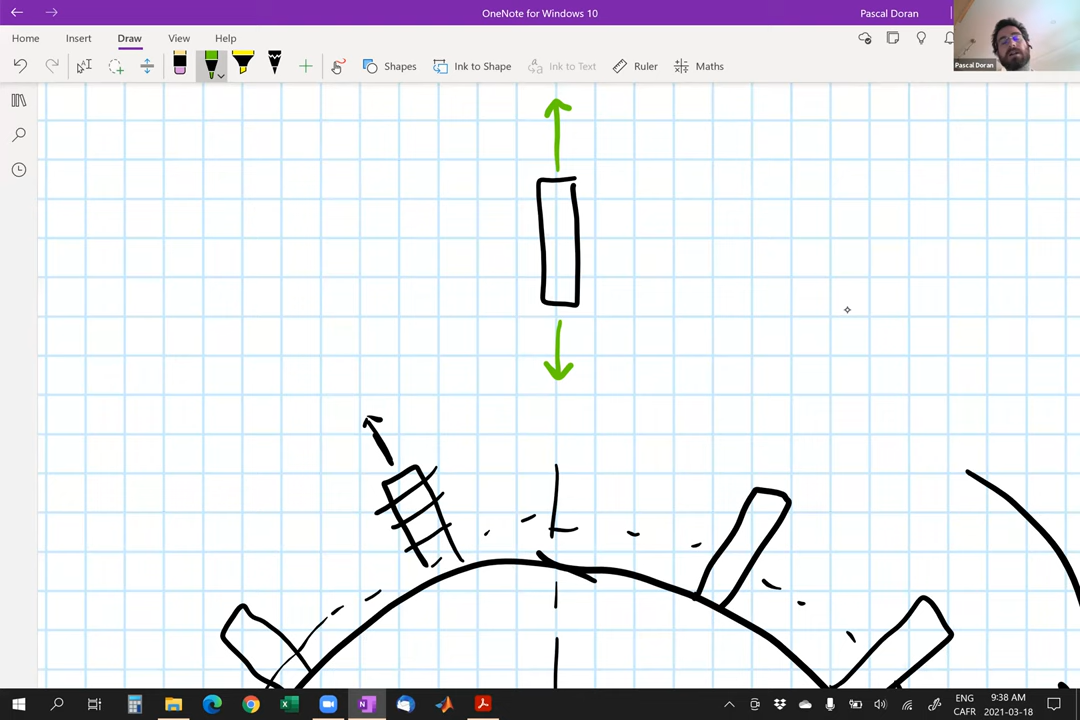 OneNote for Windows 10
Pascal Doran
Home
Insert
Draw
View
Help
Shapes
Ink to Shape
Ink to Text
Ruler
Maths
Pascal Doran
ENG
CAFR
9:38 AM
2021-03-18